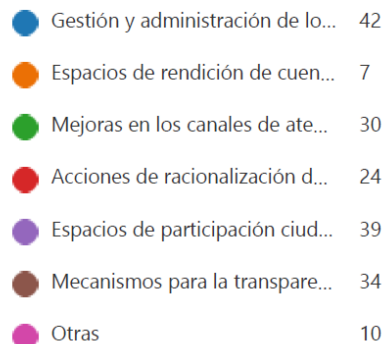 Gestión y administración de lo... 42
Espacios de rendición de cuen... 7
Mejoras en los canales de ate... 30
Acciones de racionalización d... 24
Espacios de participación ciud... 39
Mecanismos para la transpare... 34
Otras 10